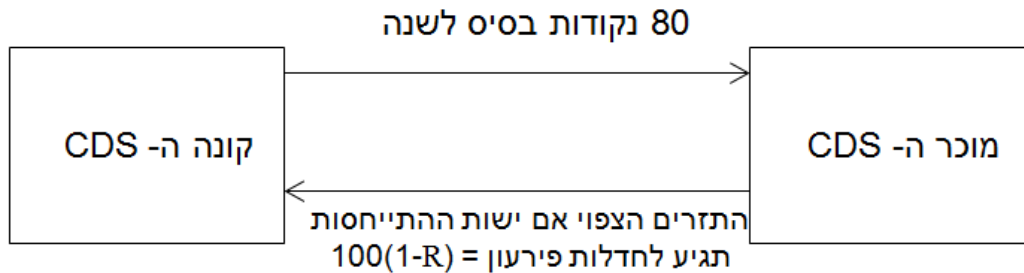 80 נקודות בסיס לשנה
קונה ה- CDS
מוכר ה- CDS
התזרים הצפוי אם ישות ההתייחסות
תגיע לחדלות פירעון = 100(1-R)